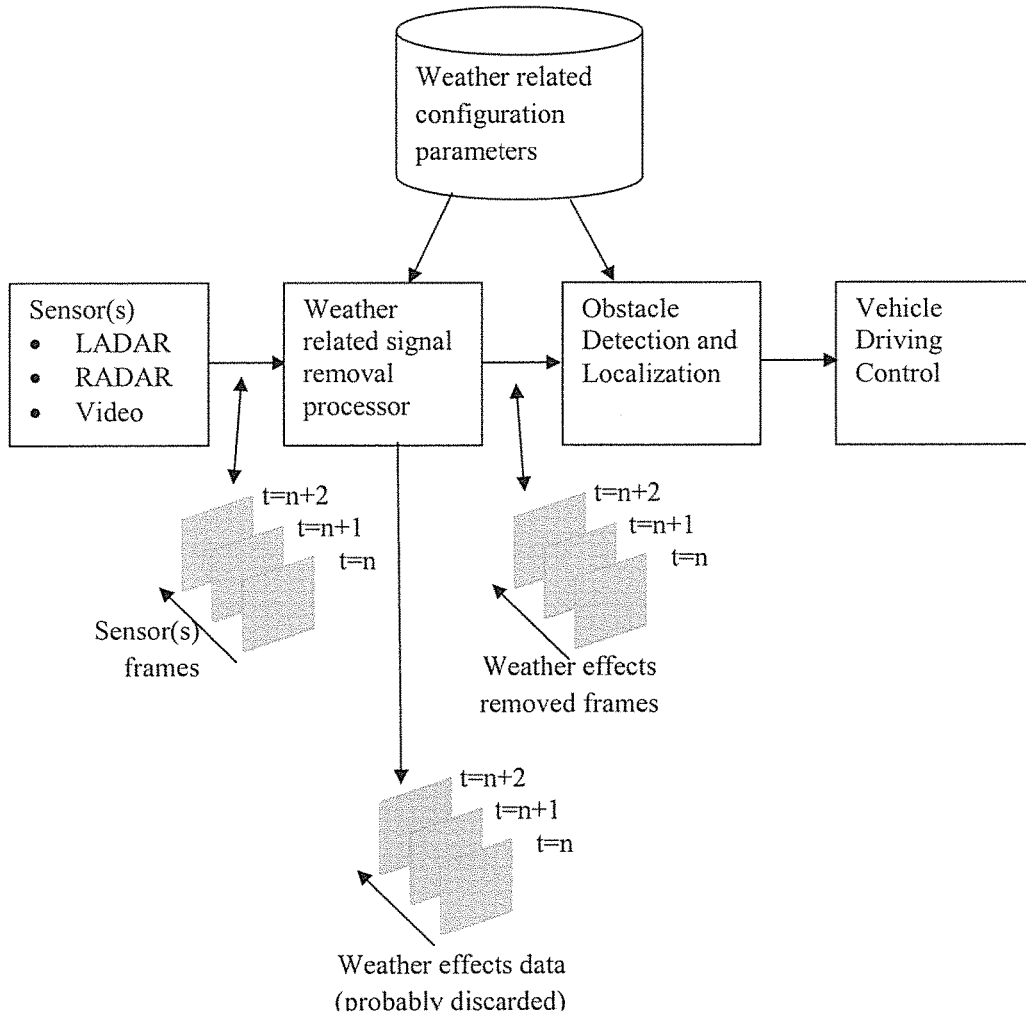 Weather related
configuration
parameters
Sensor(s)
• LADAR
• RADAR
• Video
Weather
related signal
removal
processor
Obstacle
Detection and
Localization
Vehicle
Driving
Control
t=n+2
t=n+1
t=n
Sensor(s)
frames
t=n+2
t=n+1
t=n
Weather effects
removed frames
t=n+2
t=n+1
t=n
Weather effects data
(probably discarded)